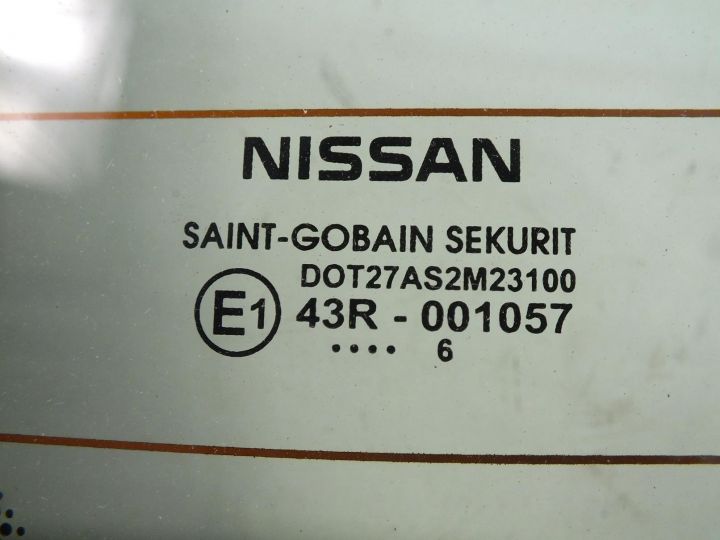 NISSAN
SAINT-GOBAIN SEKURIT
DOT27AS2M23100
E1 43R - 001057
.... 6